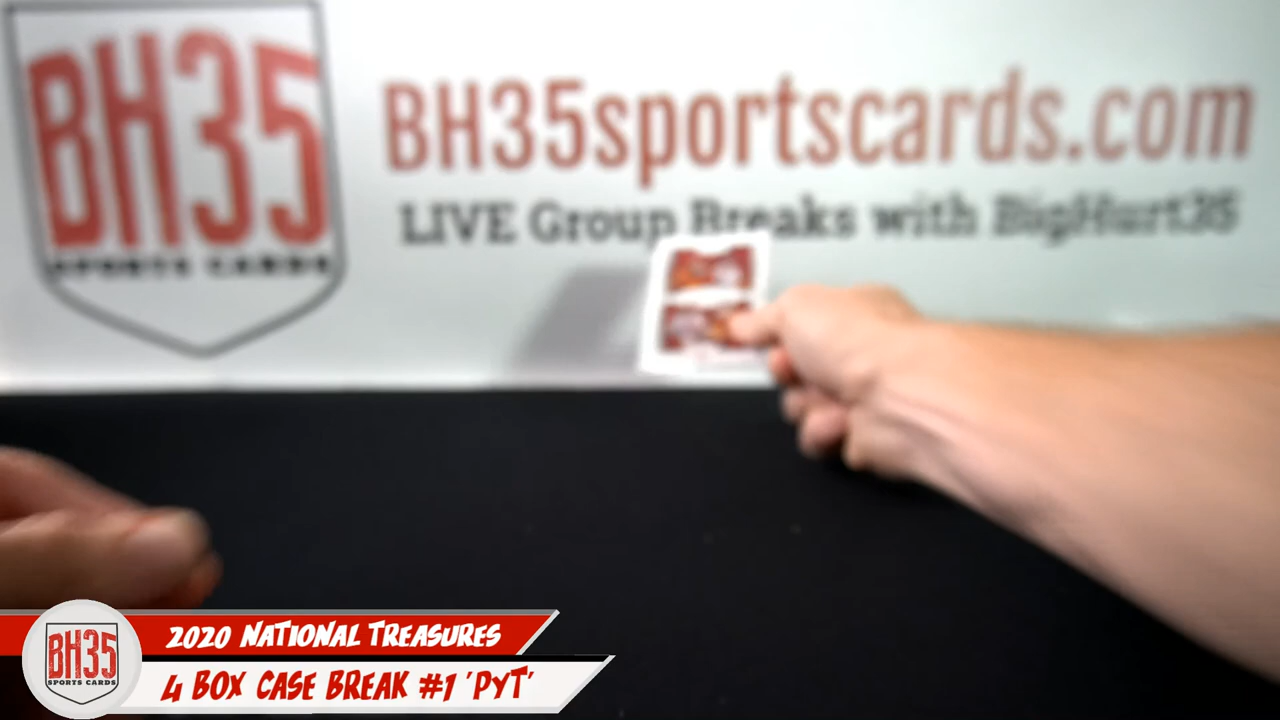 BH35
SPORTS CARDS
BH35sportscards.com
LIVE Group Breaks with BigHurt35
2020 NATIONAL TREASURES
BH35
SPORTS CARDS
4 BOX CASE BREAK #1 'PYT'